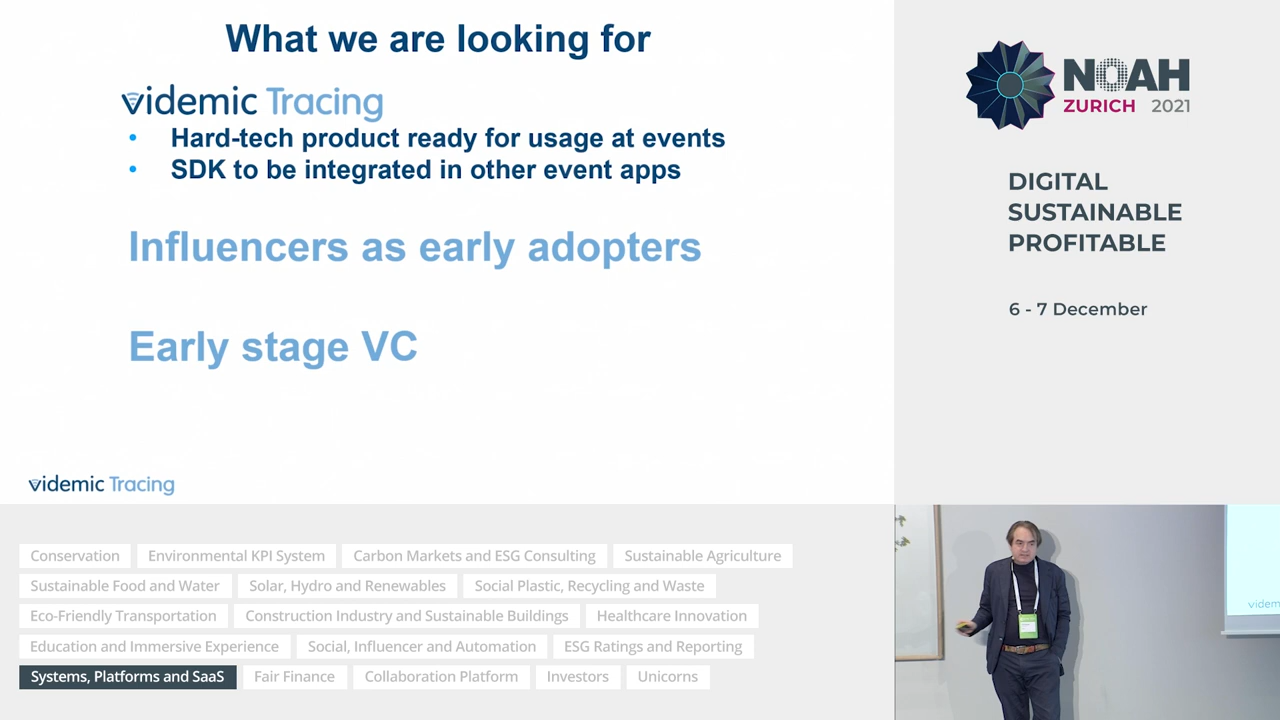 What we are looking for
videmic Tracing
• Hard-tech product ready for usage at events
• SDK to be integrated in other event apps
Influencers as early adopters
Early stage VC
videmic Tracing
NOAH
ZURICH 2021
DIGITAL
SUSTAINABLE
PROFITABLE
6 - 7 December
Conservation
Environmental KPI System
Carbon Markets and ESG Consulting
Sustainable Agriculture
Sustainable Food and Water
Solar, Hydro and Renewables
Social Plastic, Recycling and Waste
Eco-Friendly Transportation
Construction Industry and Sustainable Buildings
Healthcare Innovation
Education and Immersive Experience
Social, Influencer and Automation
ESG Ratings and Reporting
Systems, Platforms and SaaS
Fair Finance
Collaboration Platform
Investors
Unicorns
videm